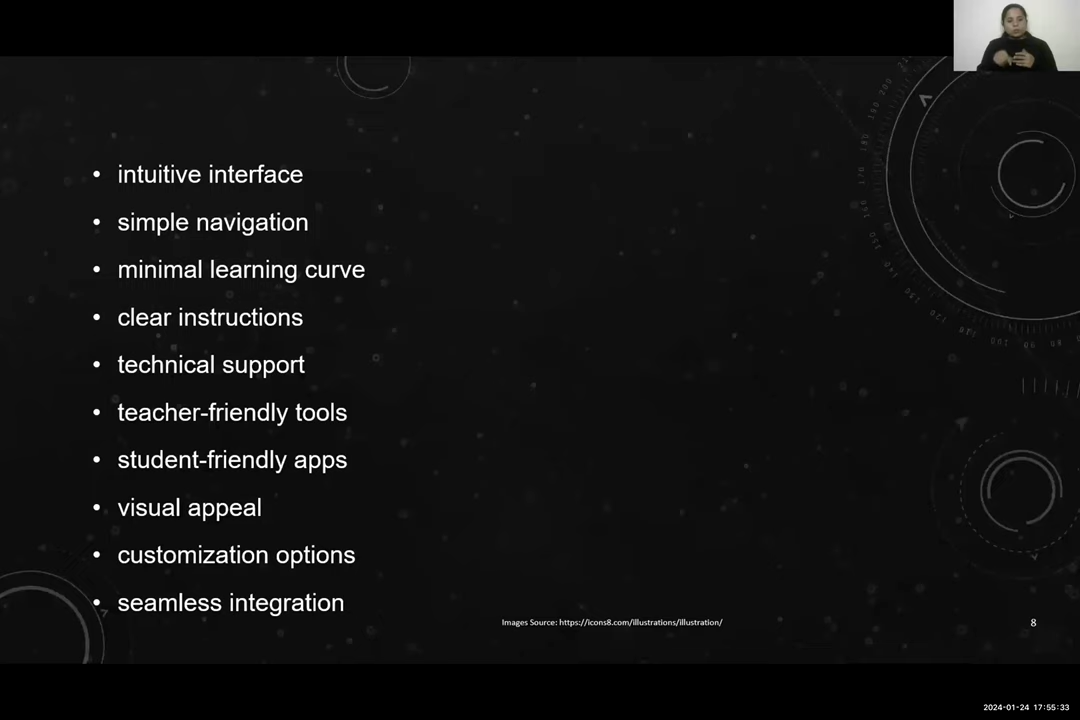 • intuitive interface
• simple navigation
• minimal learning curve
• clear instructions
• technical support
• teacher-friendly tools
• student-friendly apps
• visual appeal
• customization options
• seamless integration
Images Source: https://icons8.com/illustrations/illustration/
8
2024-01-24 17:55:33